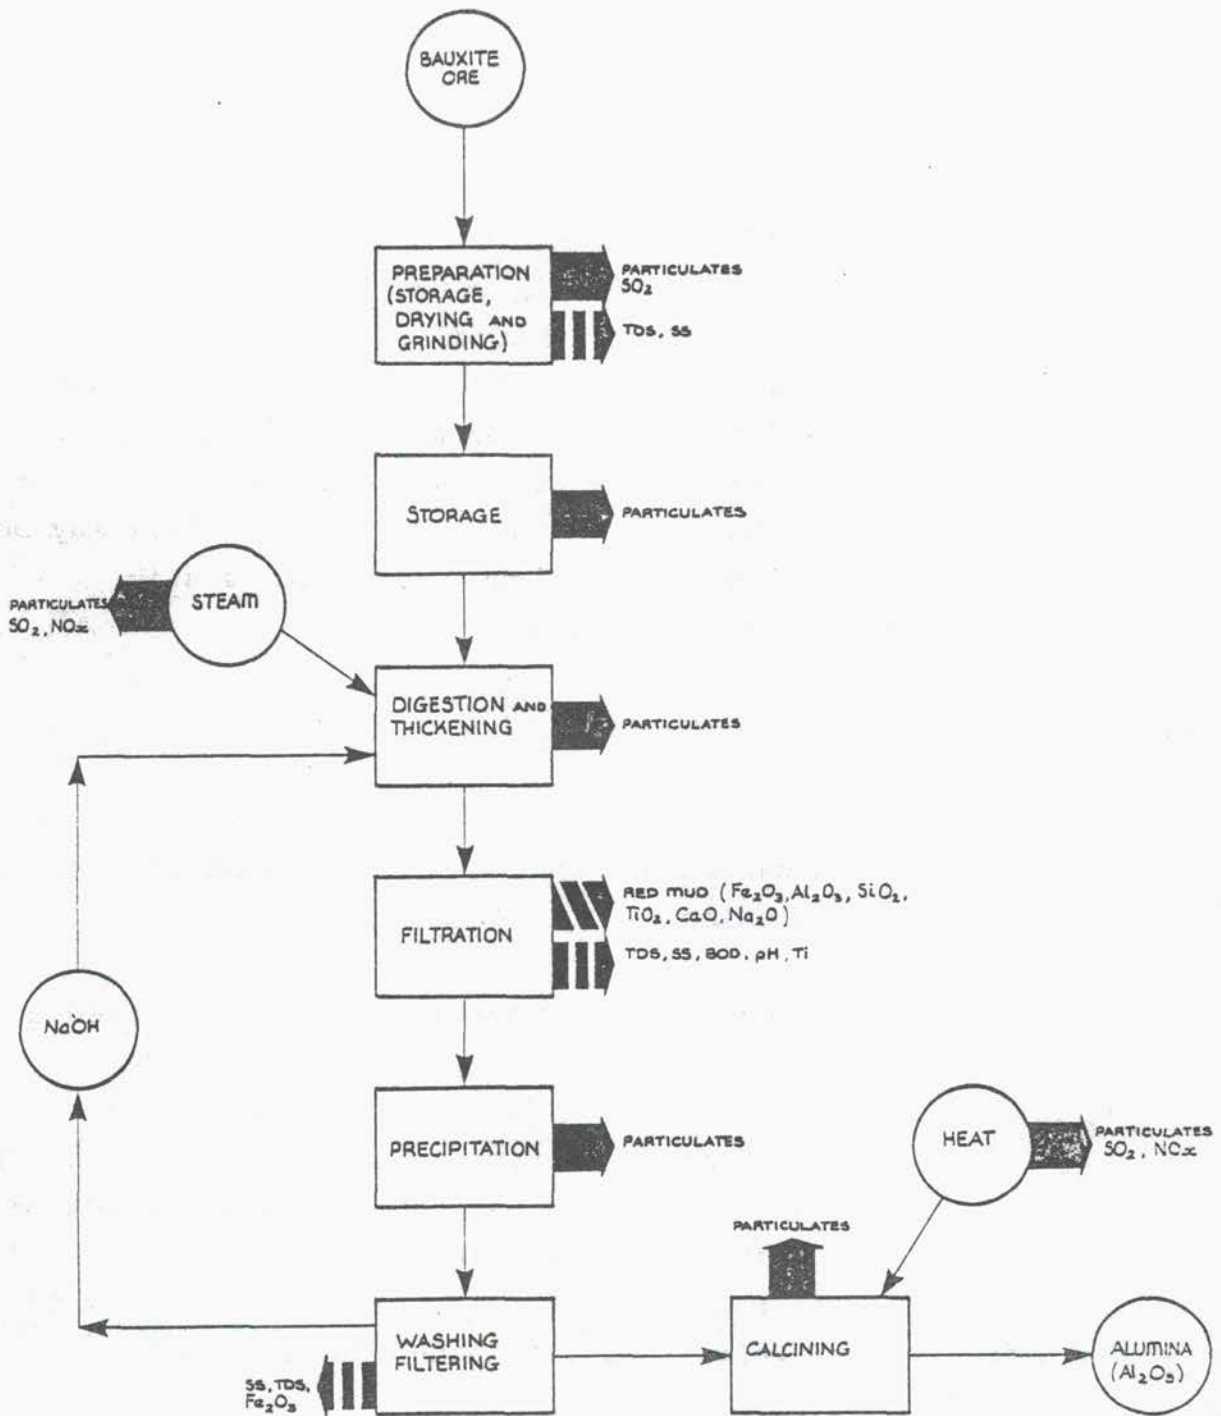 BAUXITE
ORE
PREPARATION
(STORAGE,
DRYING AND
GRINDING)
PARTICULATES
SO₂
TDS, SS
STORAGE
PARTICULATES
STEAM
PARTICULATES
SO₂, NOx
DIGESTION AND
THICKENING
PARTICULATES
FILTRATION
RED MUD (Fe₂O₃, Al₂O₃, SiO₂,
TiO₂, CaO, Na₂O)
TDS, SS, BOD, pH, Ti
NaOH
PRECIPITATION
PARTICULATES
HEAT
PARTICULATES
SO₂, NOx
PARTICULATES
WASHING
FILTERING
SS, TDS,
Fe₂O₃
CALCINING
ALUMINA
(Al₂O₃)